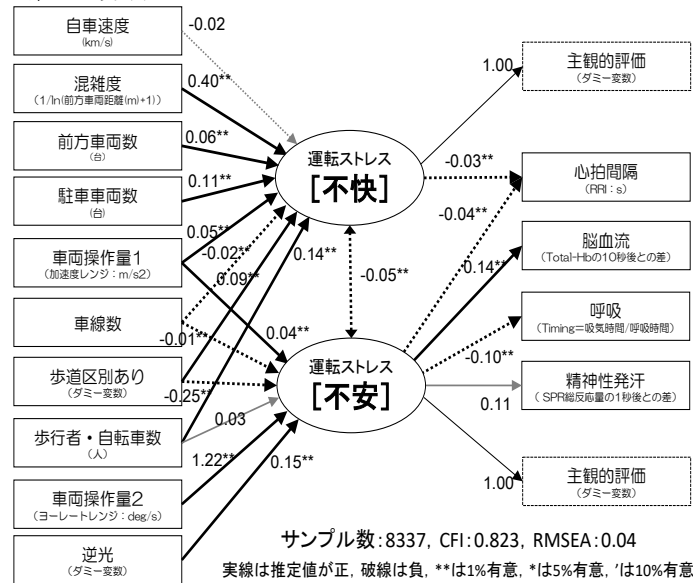 自車速度
(km/s)
混雑度
(1/ln(前方車両距離(m)+1))
前方車両数
(台)
駐車車両数
(台)
車両操作量1
(加速度レンジ：m/s2)
車線数
歩道区別あり
(ダミー変数)
歩行者・自転車数
(人)
車両操作量2
(ヨーレートレンジ：deg/s)
逆光
(ダミー変数)
-0.02
0.40**
0.06**
0.11**
0.05**
-0.02**
0.09**
0.14**
-0.01**
0.04**
-0.25**
0.03
1.22**
0.15**
運転ストレス
[不快]
-0.05**
運転ストレス
[不安]
1.00
-0.03**
-0.04**
0.14**
-0.10**
0.11
1.00
主観的評価
(ダミー変数)
心拍間隔
(RRI：s)
脳血流
(Total-Hbの10秒後との差)
呼吸
(Timing=吸気時間/呼吸時間)
精神性発汗
(SPR総反応量の1秒後との差)
主観的評価
(ダミー変数)
サンプル数：8337, CFI：0.823, RMSEA：0.04
実線は推定値が正, 破線は負, **は1%有意, *は5%有意, ’は10%有意